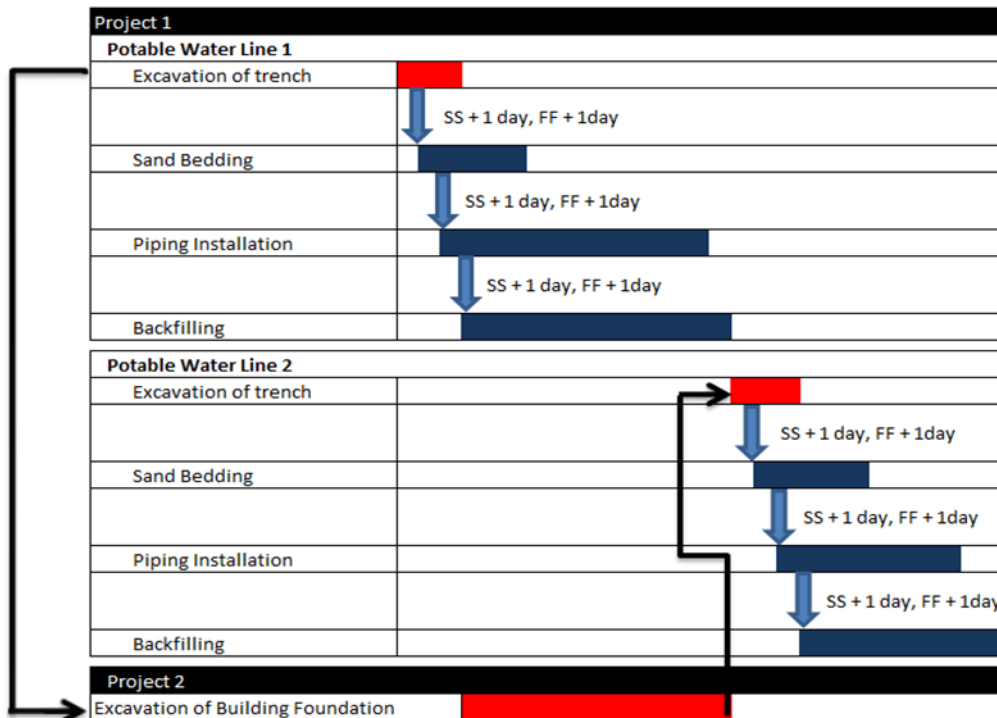 Project 1
Potable Water Line 1
Excavation of trench
SS + 1 day, FF + 1day
Sand Bedding
SS + 1 day, FF + 1day
Piping Installation
SS + 1 day, FF + 1day
Backfilling
Potable Water Line 2
Excavation of trench
SS + 1 day, FF + 1day
Sand Bedding
SS + 1 day, FF + 1day
Piping Installation
SS + 1 day, FF + 1day
Backfilling
Project 2
Excavation of Building Foundation